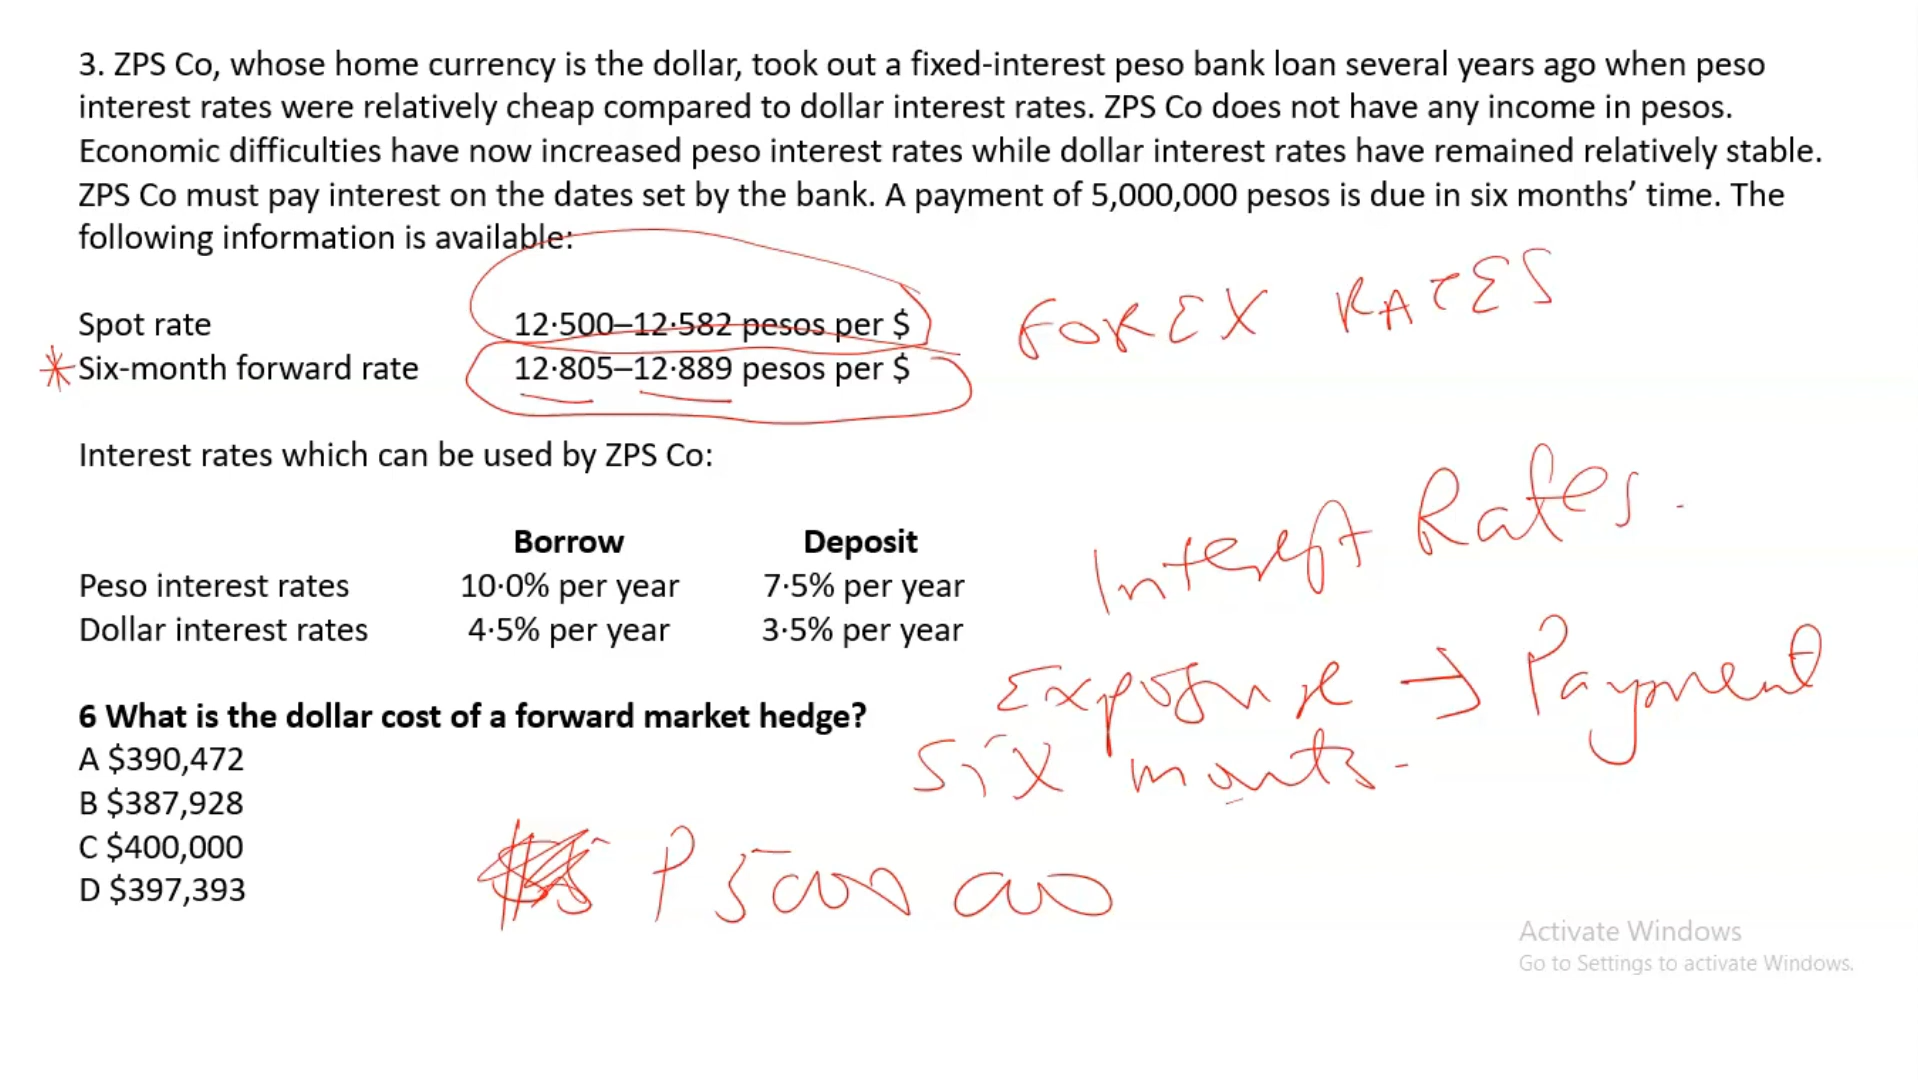 3. ZPS Co, whose home currency is the dollar, took out a fixed-interest peso bank loan several years ago when peso
interest rates were relatively cheap compared to dollar interest rates. ZPS Co does not have any income in pesos.
Economic difficulties have now increased peso interest rates while dollar interest rates have remained relatively stable.
ZPS Co must pay interest on the dates set by the bank. A payment of 5,000,000 pesos is due in six months’ time. The
following information is available:
Spot rate 12·500–12·582 pesos per $
FOREX RATES
* Six-month forward rate 12·805–12·889 pesos per $
Interest rates which can be used by ZPS Co:
Interest Rates.
Borrow Deposit
Peso interest rates 10·0% per year 7·5% per year
Dollar interest rates 4·5% per year 3·5% per year
Exposure → Payment
6 What is the dollar cost of a forward market hedge?
six months.
A $390,472
B $387,928
C $400,000
D $397,393
Activate Windows
Go to Settings to activate Windows.